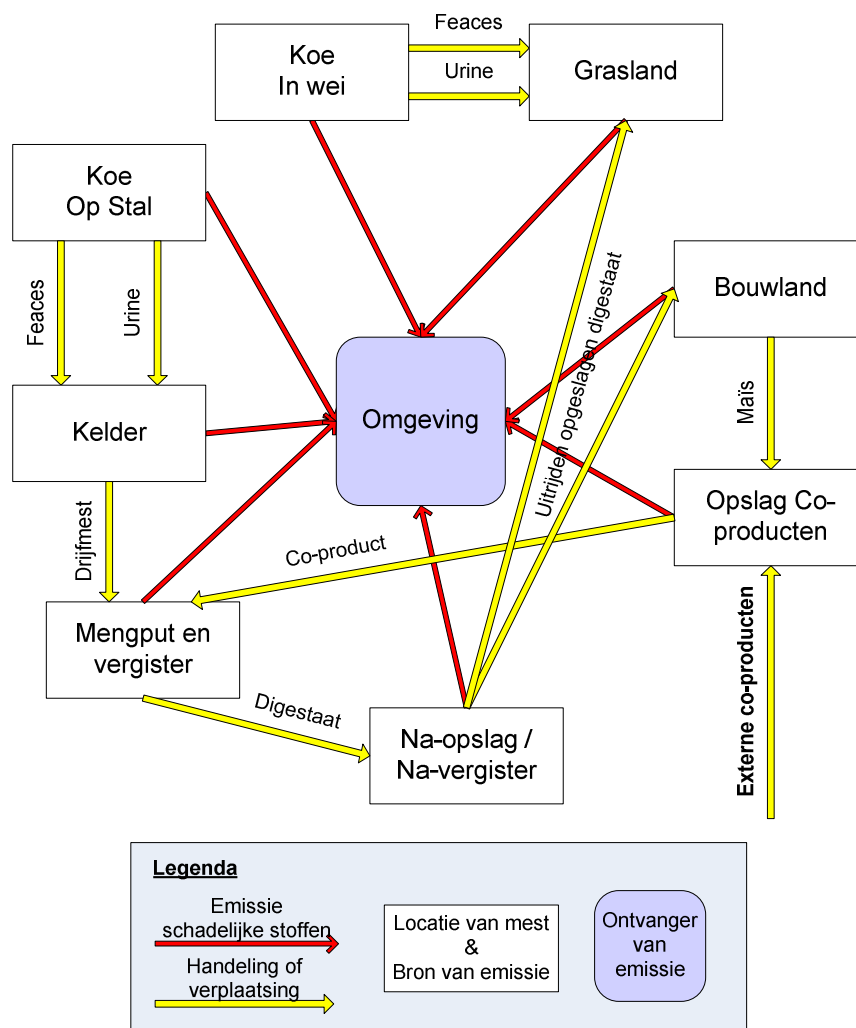 Feaces
Koe
In wei
Urine
Grasland
Koe
Op Stal
Feaces
Urine
Uitrijden opgeslagen digestaat
Bouwland
Kelder
Omgeving
Maïs
Opslag Co-
producten
Drijfmest
Co-product
Mengput en
vergister
Digestaat
Na-opslag /
Na-vergister
Externe co-producten
Legenda
Emissie
schadelijke stoffen
Handeling of
verplaatsing
Locatie van mest
&
Bron van emissie
Ontvanger
van
emissie